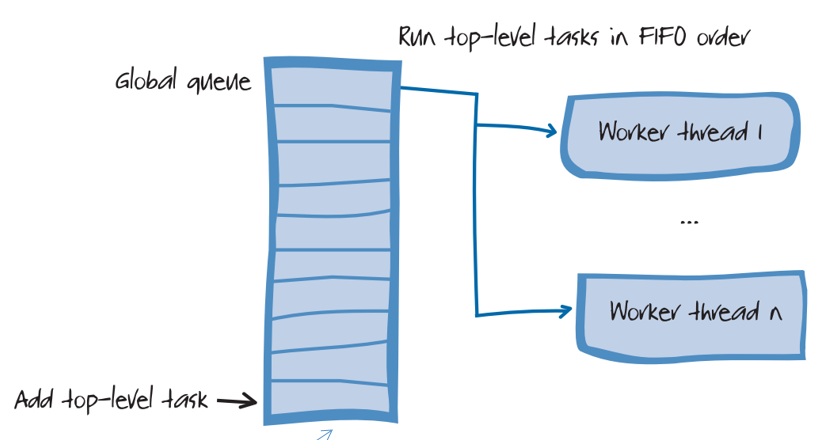 Run top-level tasks in FIFO order
Global queue
Worker thread 1
...
Worker thread n
Add top-level task